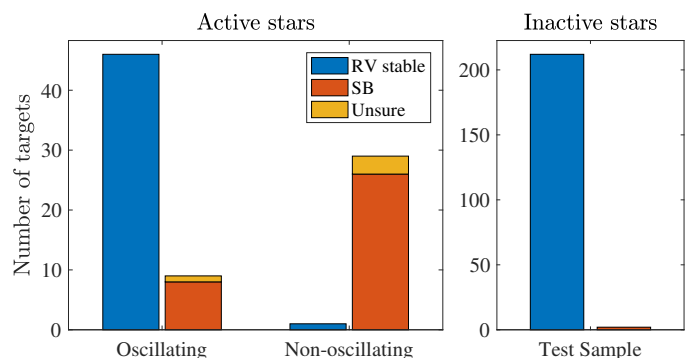 Active stars
Inactive stars
Number of targets
40
30
20
10
0
RV stable
SB
Unsure
Oscillating
Non-oscillating
200
150
100
50
0
Test Sample